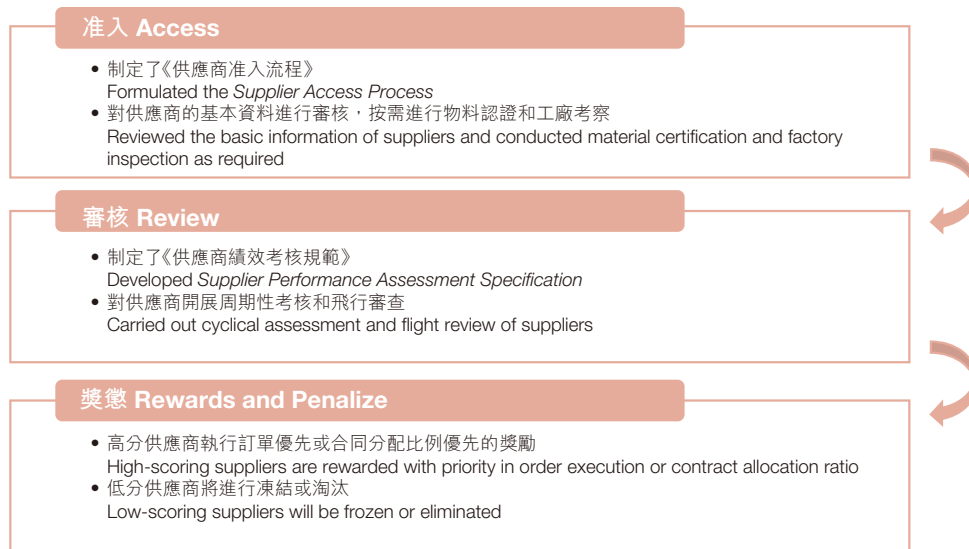 准入 Access
• 制定了《供應商准入流程》
Formulated the Supplier Access Process
• 對供應商的基本資料進行審核，按需進行物料認證和工廠考察
Reviewed the basic information of suppliers and conducted material certification and factory
inspection as required
審核 Review
• 制定了《供應商績效考核規範》
Developed Supplier Performance Assessment Specification
• 對供應商開展周期性考核和飛行審查
Carried out cyclical assessment and flight review of suppliers
獎懲 Rewards and Penalize
• 高分供應商執行訂單優先或合同分配比例優先的獎勵
High-scoring suppliers are rewarded with priority in order execution or contract allocation ratio
• 低分供應商將進行凍結或淘汰
Low-scoring suppliers will be frozen or eliminated